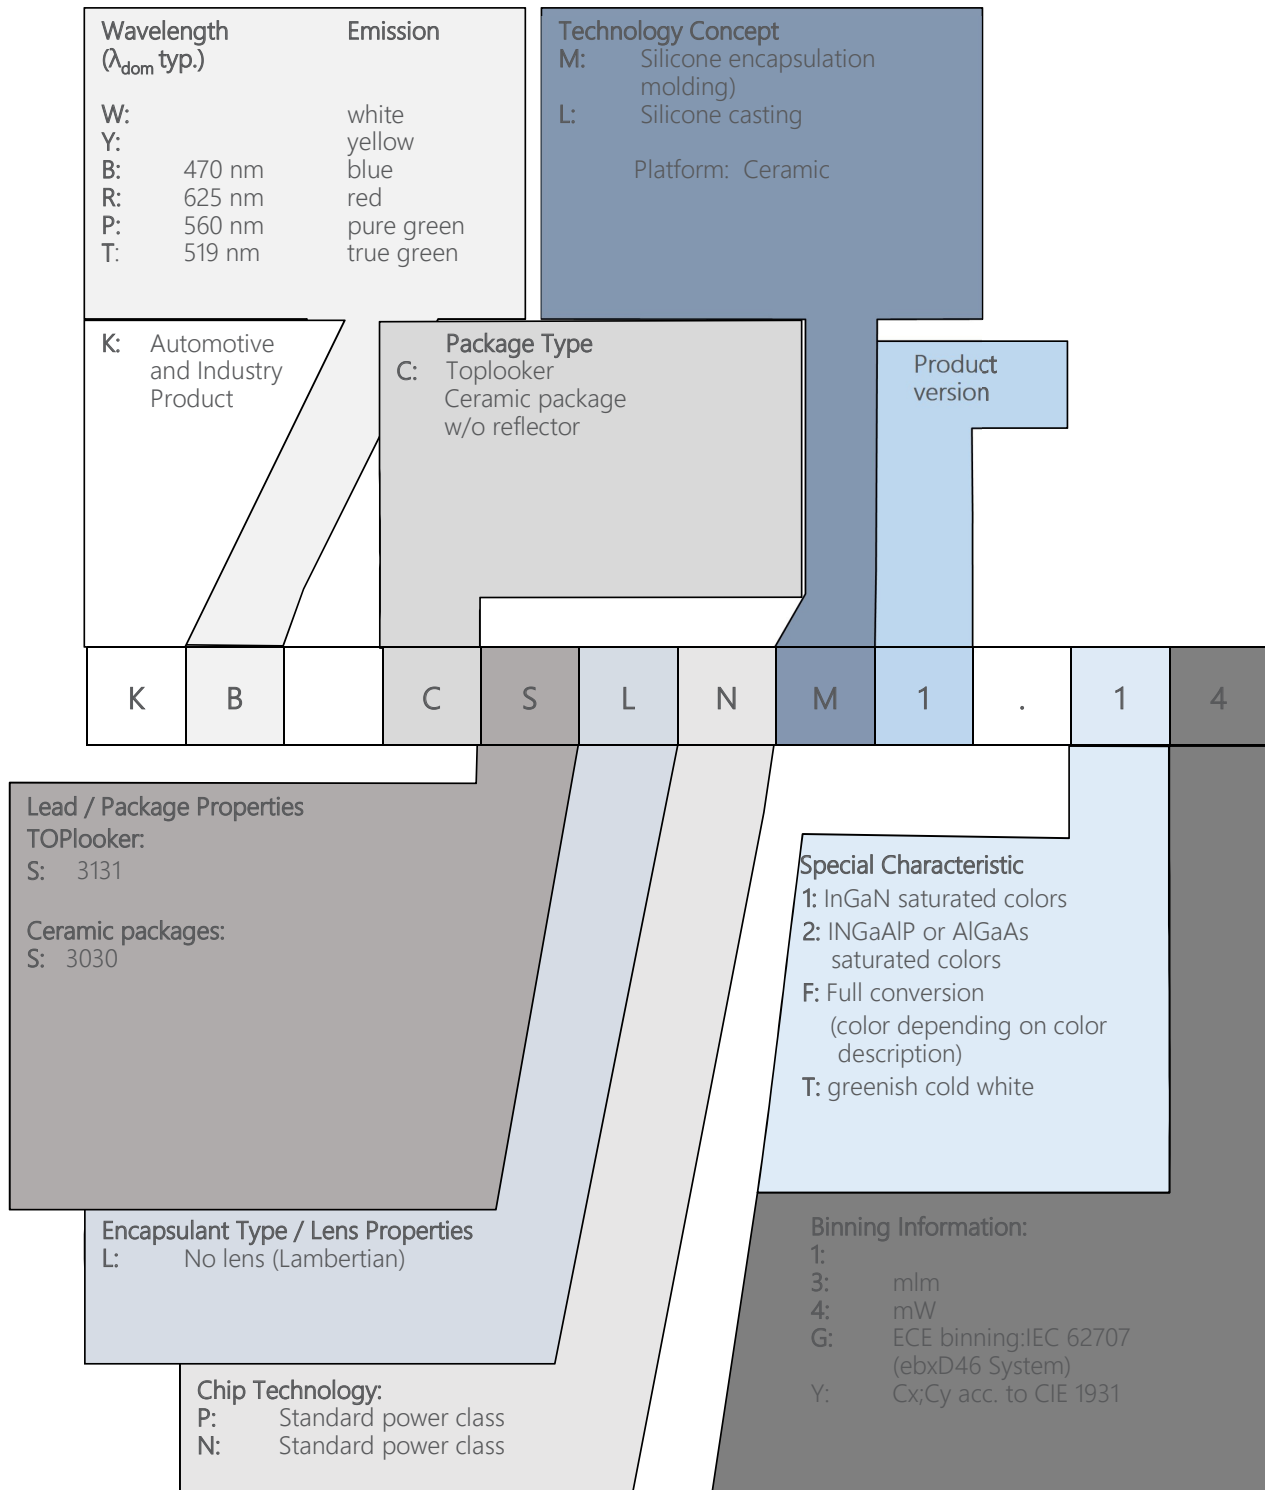 Wavelength Emission
(λdom typ.)
W: white
Y: yellow
B: 470 nm blue
R: 625 nm red
P: 560 nm pure green
T: 519 nm true green
Technology Concept
M: Silicone encapsulation
molding)
L: Silicone casting
Platform: Ceramic
K: Automotive
and Industry
Product
Package Type
C: Toplooker
Ceramic package
w/o reflector
Product
version
K B C S L N M 1 . 1 4
Lead / Package Properties
TOPlooker:
S: 3131
Ceramic packages:
S: 3030
Special Characteristic
1: InGaN saturated colors
2: INGaAlP or AlGaAs
saturated colors
F: Full conversion
(color depending on color
description)
T: greenish cold white
Encapsulant Type / Lens Properties
L: No lens (Lambertian)
Binning Information:
1:
3: mlm
4: mW
G: ECE binning:IEC 62707
(ebxD46 System)
Y: Cx;Cy acc. to CIE 1931
Chip Technology:
P: Standard power class
N: Standard power class